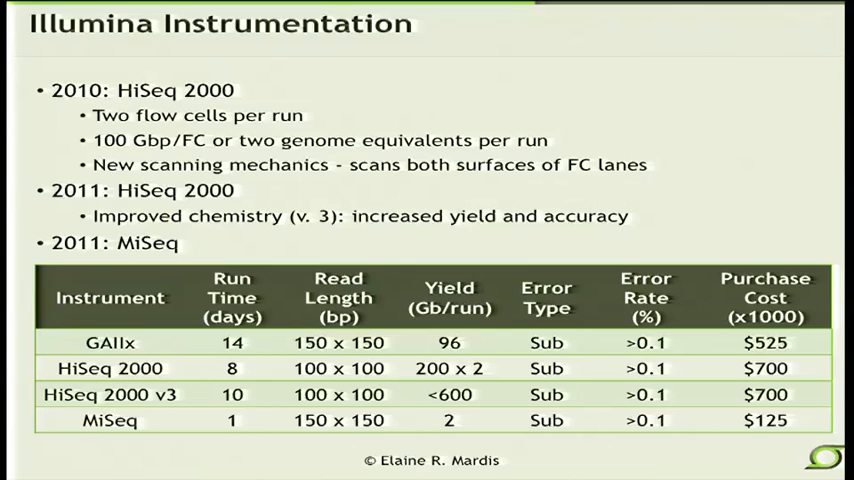 Illumina Instrumentation
• 2010: HiSeq 2000
• Two flow cells per run
• 100 Gbp/FC or two genome equivalents per run
• New scanning mechanics - scans both surfaces of FC lanes
• 2011: HiSeq 2000
• Improved chemistry (v. 3): increased yield and accuracy
• 2011: MiSeq
Instrument Run Time (days) Read Length (bp) Yield (Gb/run) Error Type Error Rate (%) Purchase Cost (x1000)
GAIIx 14 150 x 150 96 Sub >0.1 $525
HiSeq 2000 8 100 x 100 200 x 2 Sub >0.1 $700
HiSeq 2000 v3 10 100 x 100 <600 Sub >0.1 $700
MiSeq 1 150 x 150 2 Sub >0.1 $125
© Elaine R. Mardis